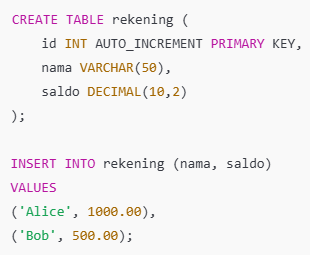 CREATE TABLE rekening (
    id INT AUTO_INCREMENT PRIMARY KEY,
    nama VARCHAR(50),
    saldo DECIMAL(10,2)
);

INSERT INTO rekening (nama, saldo)
VALUES
('Alice', 1000.00),
('Bob', 500.00);